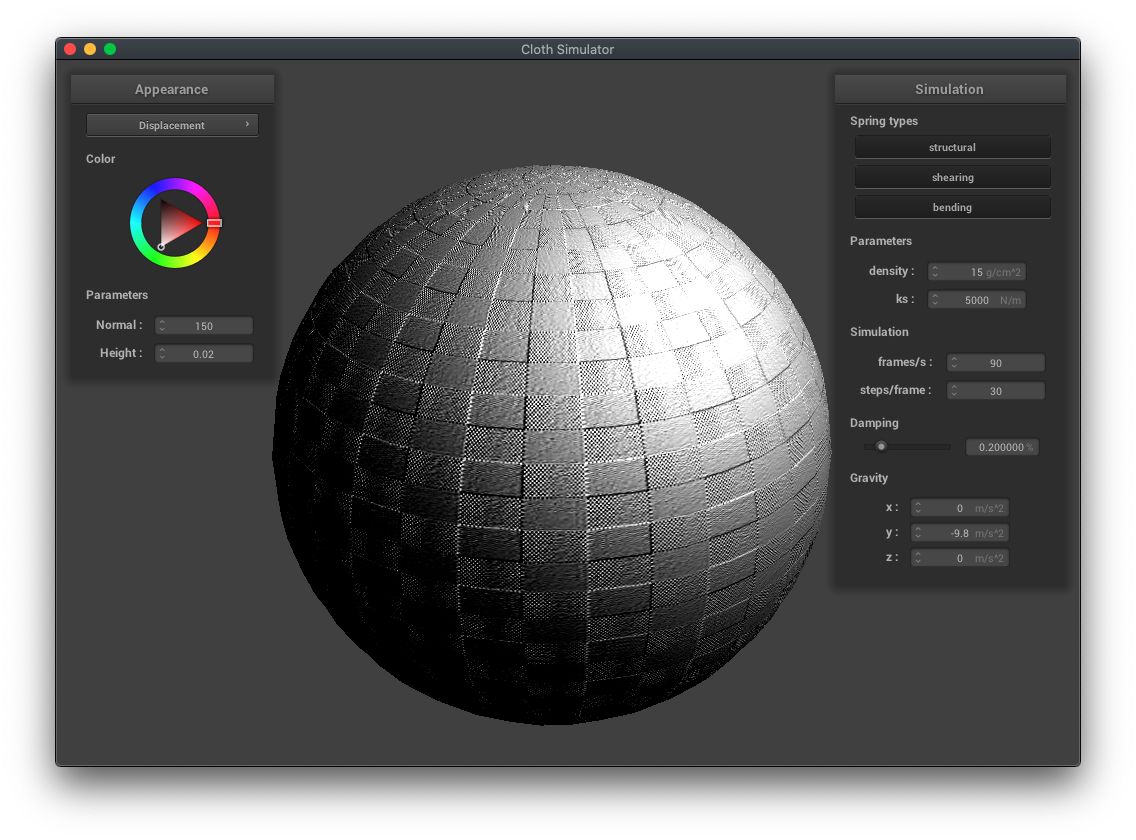 Cloth Simulator
Appearance
Displacement ›
Color
Parameters
Normal : 150
Height : 0.02
Simulation
Spring types
structural
shearing
bending
Parameters
density : 15 g/cm^2
ks : 5000 N/m
Simulation
frames/s : 90
steps/frame : 30
Damping
0.200000 %
Gravity
x : 0 m/s^2
y : -9.8 m/s^2
z : 0 m/s^2